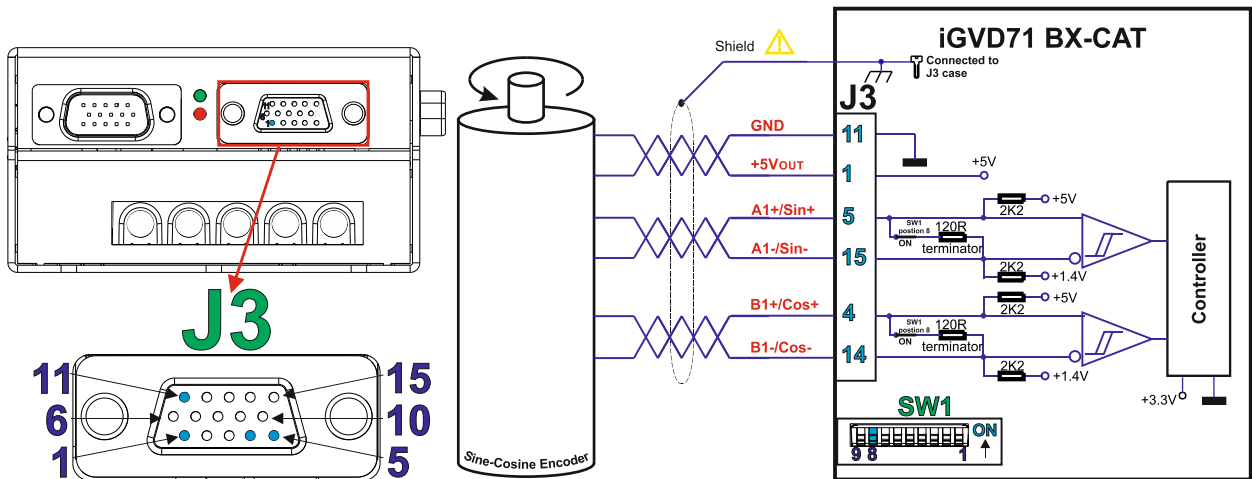 iGVD71 BX-CAT
Shield
Connected to
J3 case
J3
GND
11
+5VOUT
1
+5V
A1+/Sin+
5
+5V
2K2
SW1
postion 8
ON
120R
terminator
A1-/Sin-
15
2K2
+1.4V
B1+/Cos+
4
+5V
2K2
SW1
postion 8
ON
120R
terminator
B1-/Cos-
14
2K2
+1.4V
Controller
+3.3V
SW1
ON
9 8 1
Sine-Cosine Encoder
1
J3
11
15
6
10
1
5